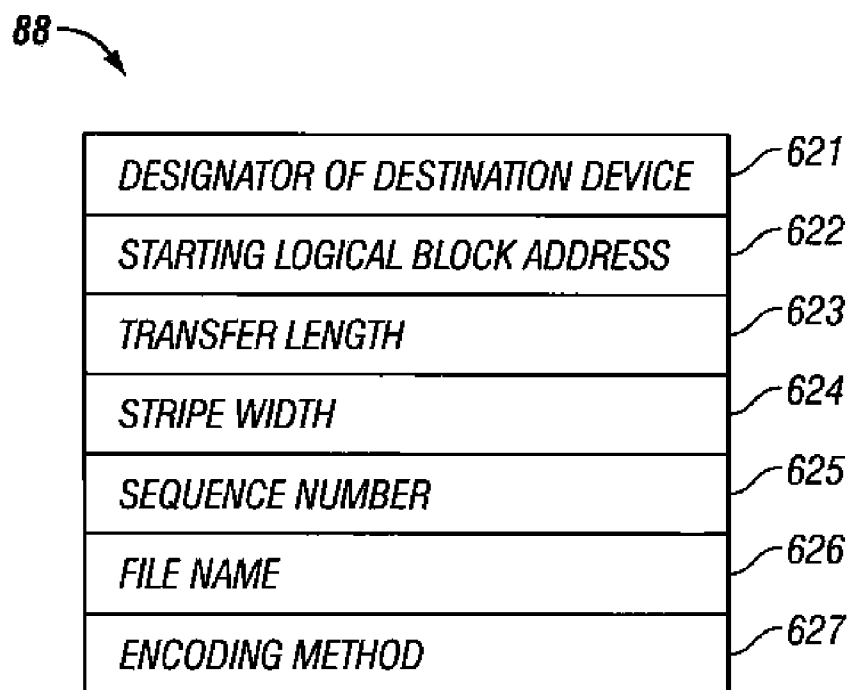 88
DESIGNATOR OF DESTINATION DEVICE 621
STARTING LOGICAL BLOCK ADDRESS 622
TRANSFER LENGTH 623
STRIPE WIDTH 624
SEQUENCE NUMBER 625
FILE NAME 626
ENCODING METHOD 627